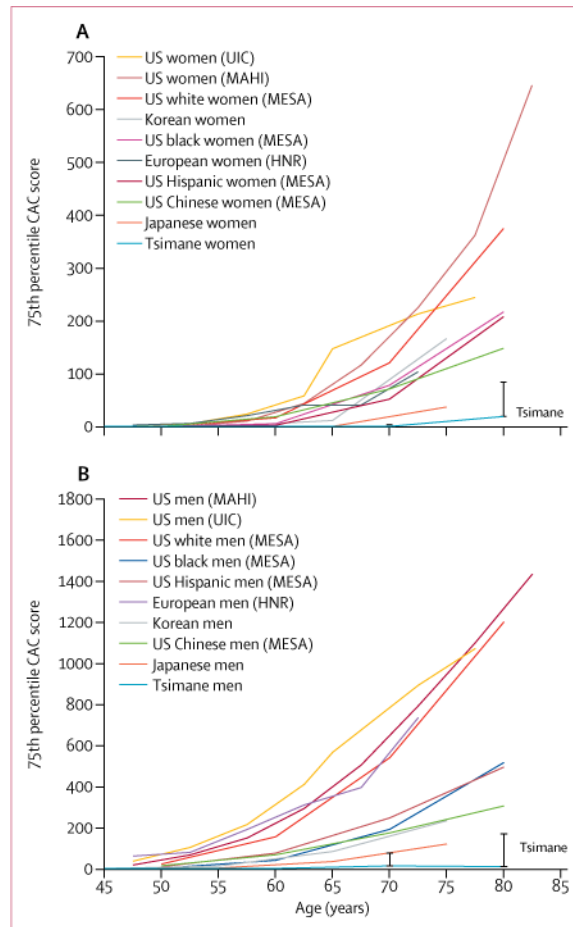 A
700
600
500
400
300
200
100
0
75th percentile CAC score
US women (UIC)
US women (MAHI)
US white women (MESA)
Korean women
US black women (MESA)
European women (HNR)
US Hispanic women (MESA)
US Chinese women (MESA)
Japanese women
Tsimane women
Tsimane
B
1800
1600
1400
1200
1000
800
600
400
200
0
75th percentile CAC score
US men (MAHI)
US men (UIC)
US white men (MESA)
US black men (MESA)
US Hispanic men (MESA)
European men (HNR)
Korean men
US Chinese men (MESA)
Japanese men
Tsimane men
Tsimane
45 50 55 60 65 70 75 80 85
Age (years)